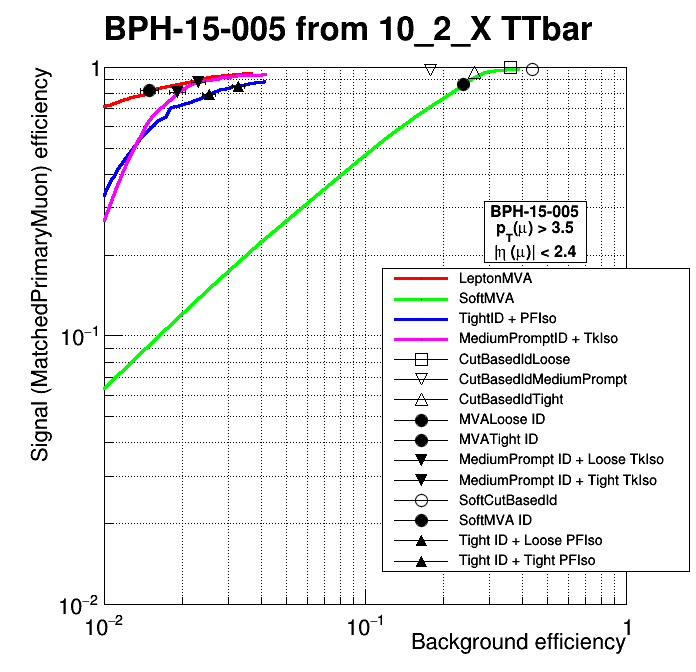 BPH-15-005 from 10_2_X TTbar
Signal (MatchedPrimaryMuon) efficiency
1
10⁻¹
10⁻²
BPH-15-005
p_T(μ) > 3.5
|η (μ)| < 2.4
LeptonMVA
SoftMVA
TightID + PFIso
MediumPromptID + TkIso
CutBasedIdLoose
CutBasedIdMediumPrompt
CutBasedIdTight
MVALoose ID
MVATight ID
MediumPrompt ID + Loose TkIso
MediumPrompt ID + Tight TkIso
SoftCutBasedId
SoftMVA ID
Tight ID + Loose PFIso
Tight ID + Tight PFIso
10⁻² 10⁻¹ 1
Background efficiency